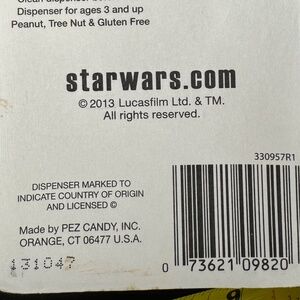 Dispenser for ages 3 and up
Peanut, Tree Nut & Gluten Free
starwars.com
© 2013 Lucasfilm Ltd. & TM.
All rights reserved.
330957R1
DISPENSER MARKED TO
INDICATE COUNTRY OF ORIGIN
AND LICENSED ©
Made by PEZ CANDY, INC.
ORANGE, CT 06477 U.S.A.
131047
0 73621 09820